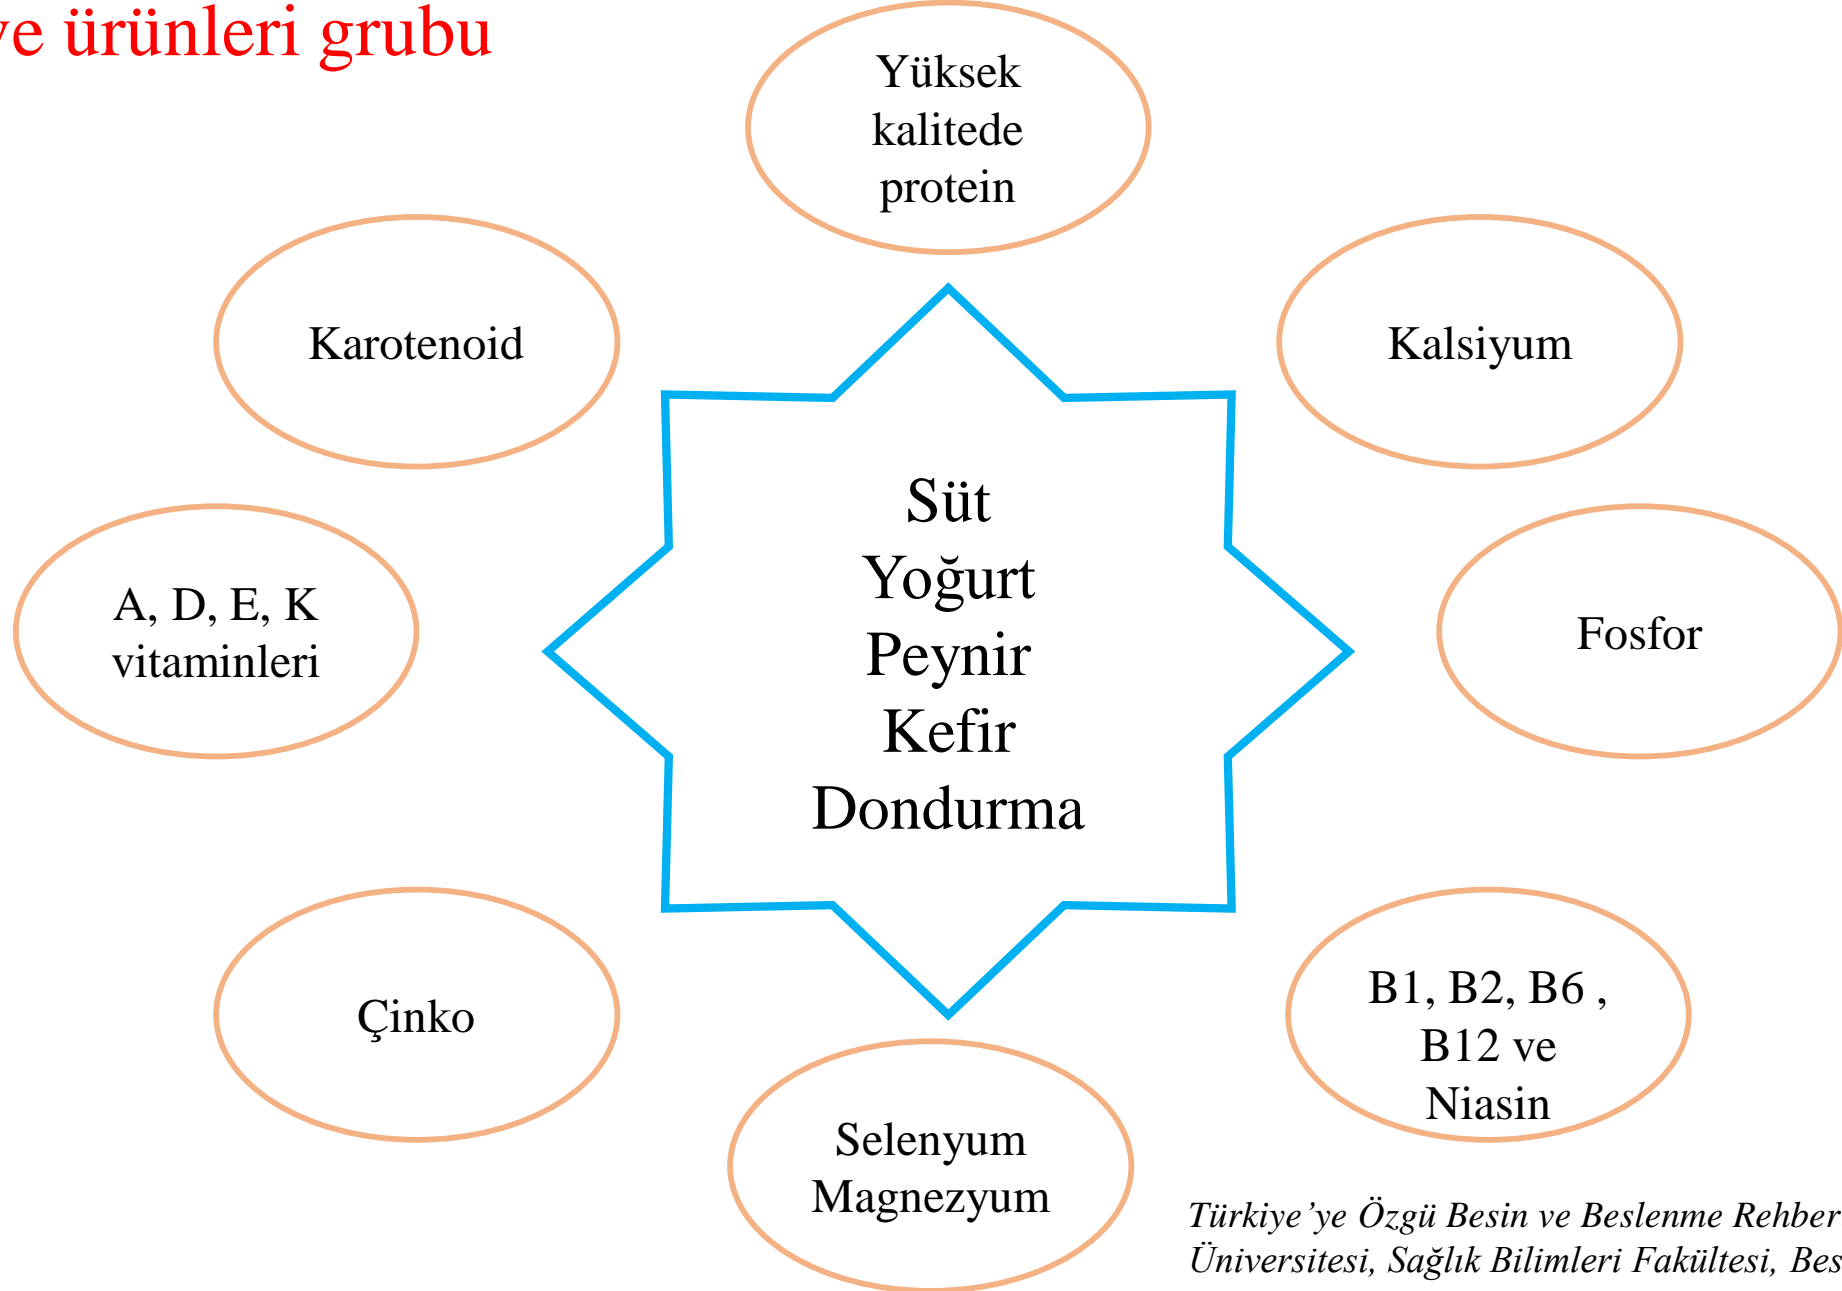 ve ürünleri grubu
Yüksek
kalitede
protein
Karotenoid
Kalsiyum
Süt
Yoğurt
Peynir
Kefir
Dondurma
A, D, E, K
vitaminleri
Fosfor
Çinko
B1, B2, B6 ,
B12 ve
Niasin
Selenyum
Magnezyum
Türkiye’ye Özgü Besin ve Beslenme Rehber
Üniversitesi, Sağlık Bilimleri Fakültesi, Bes